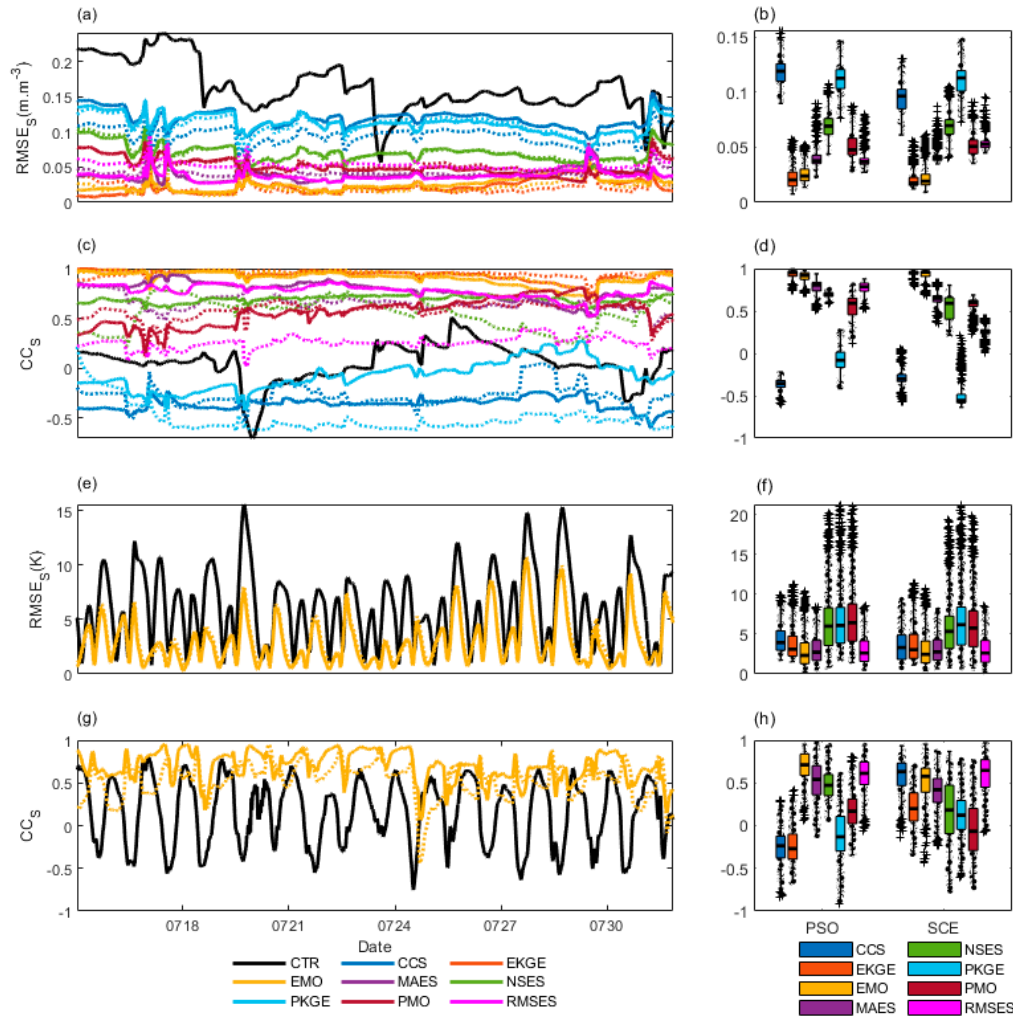 (a)
(b)
RMSE_S(m.m⁻³)
0.2
0.15
0.1
0.05
0
0.15
0.1
0.05
0
(c)
(d)
CC_S
1
0.5
0
-0.5
1
0.5
0
-0.5
-1
(e)
(f)
RMSE_S(K)
15
10
5
0
20
15
10
5
0
(g)
(h)
CC_S
1
0.5
0
-0.5
-1
1
0.5
0
-0.5
-1
0718 0721 0724 0727 0730
Date
PSO SCE
CTR CCS EKGE
EMO MAES NSES
PKGE PMO RMSES
CCS NSES
EKGE PKGE
EMO PMO
MAES RMSES